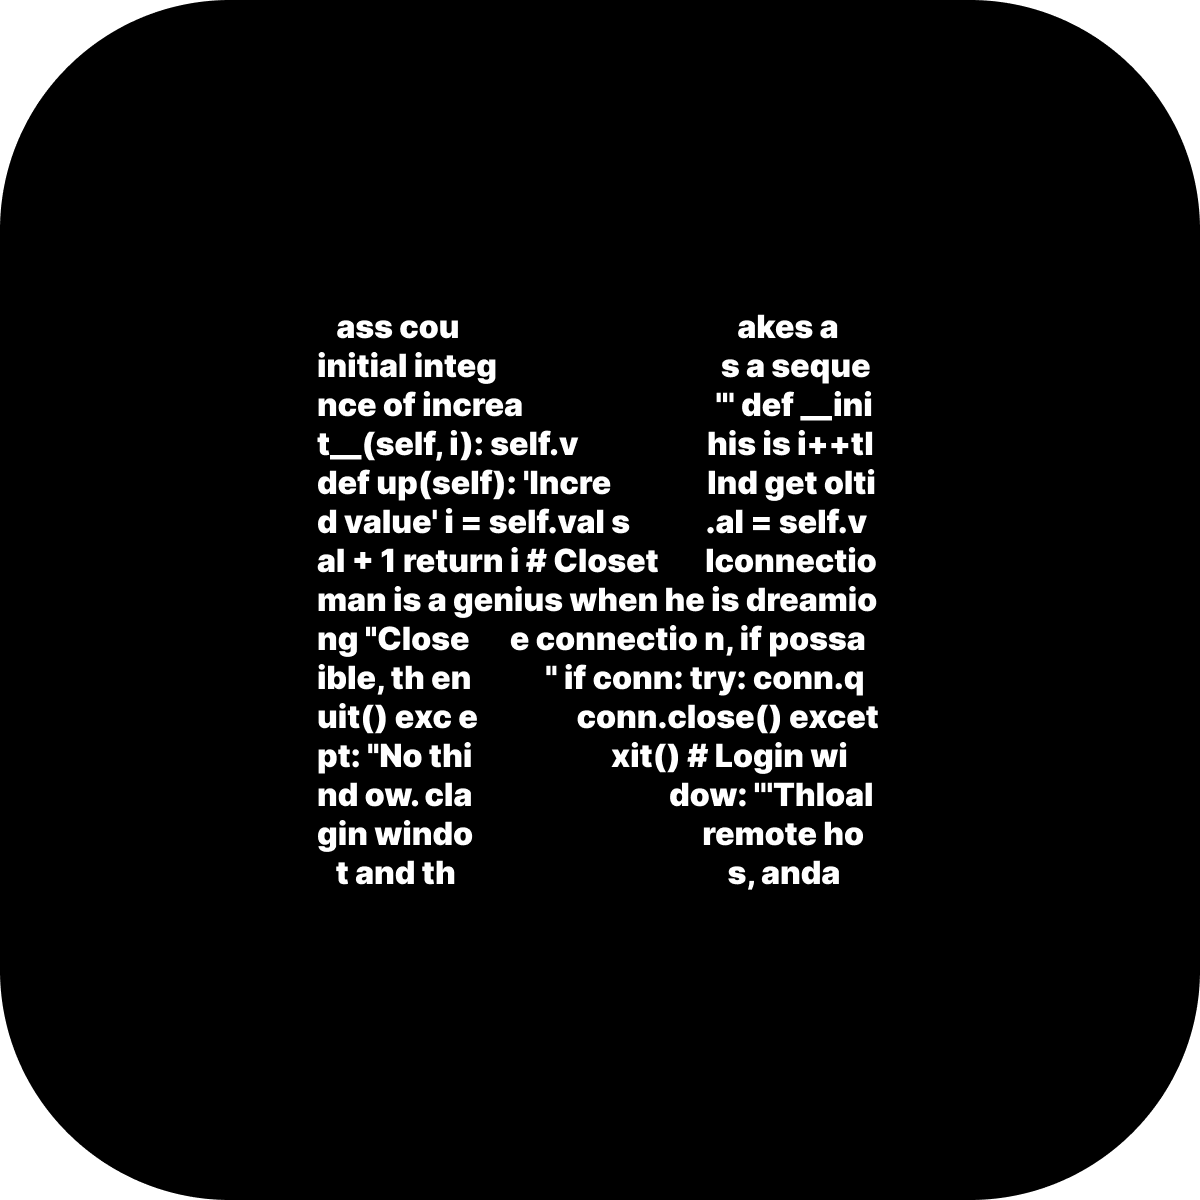 ass cou akes a
initial integ s a seque
nce of increa ''' def __ini
t__(self, i): self.v his is i++tl
def up(self): 'Incre lnd get olti
d value' i = self.val s .al = self.v
al + 1 return i # Closet lconnectio
man is a genius when he is dreamio
ng "Close e connectio n, if possa
ible, th en " if conn: try: conn.q
uit() exc e conn.close() excet
pt: "No thi xit() # Login wi
nd ow. cla dow: '''Thloal
gin windo remote ho
t and th s, anda